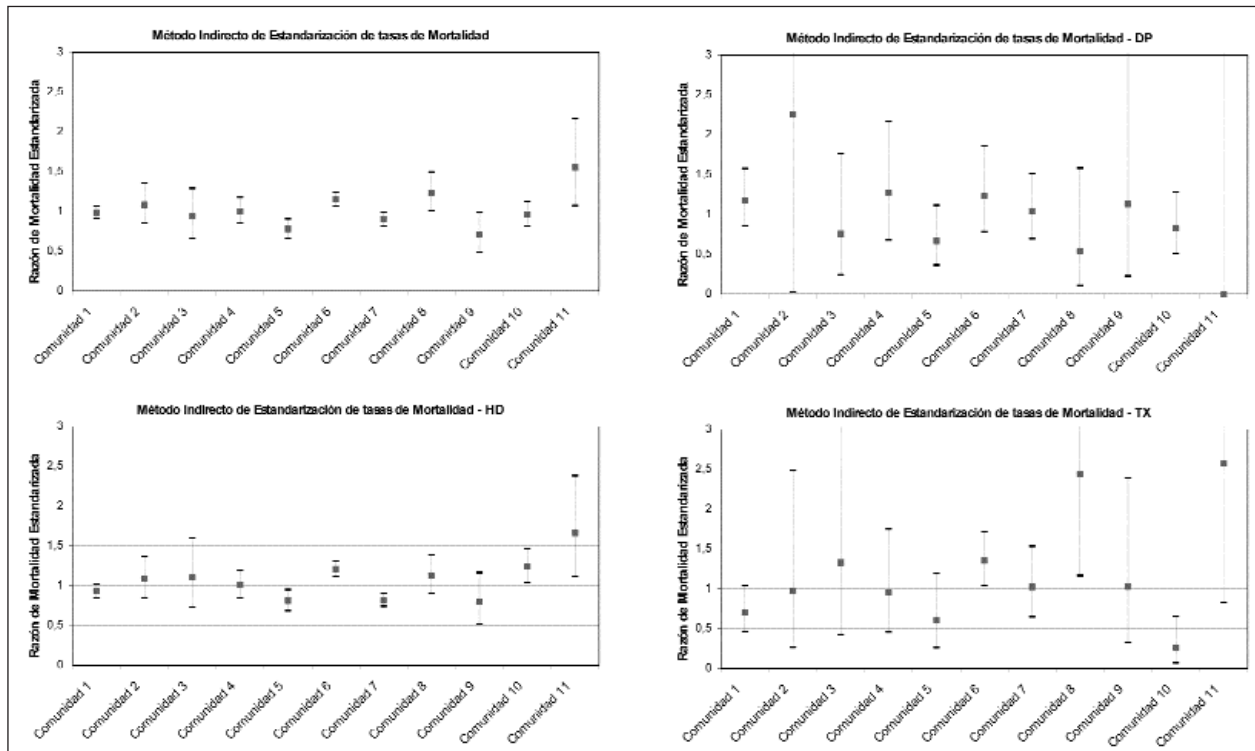 Método Indirecto de Estandarización de tasas de Mortalidad
Razón de Mortalidad Estandarizada
3
2,5
2
1,5
1
0,5
0
Comunidad 1
Comunidad 2
Comunidad 3
Comunidad 4
Comunidad 5
Comunidad 6
Comunidad 7
Comunidad 8
Comunidad 9
Comunidad 10
Comunidad 11
Método Indirecto de Estandarización de tasas de Mortalidad - DP
Razón de Mortalidad Estandarizada
3
2,5
2
1,5
1
0,5
0
Comunidad 1
Comunidad 2
Comunidad 3
Comunidad 4
Comunidad 5
Comunidad 6
Comunidad 7
Comunidad 8
Comunidad 9
Comunidad 10
Comunidad 11
Método Indirecto de Estandartización de tasas de Mortalidad - HD
Razón de Mortalidad Estandarizada
3
2,5
2
1,5
1
0,5
0
Comunidad 1
Comunidad 2
Comunidad 3
Comunidad 4
Comunidad 5
Comunidad 6
Comunidad 7
Comunidad 8
Comunidad 9
Comunidad 10
Comunidad 11
Método Indirecto de Estandarización de tasas de Mortalidad - TX
Razón de Mortalidad Estandarizada
3
2,5
2
1,5
1
0,5
0
Comunidad 1
Comunidad 2
Comunidad 3
Comunidad 4
Comunidad 5
Comunidad 6
Comunidad 7
Comunidad 8
Comunidad 9
Comunidad 10
Comunidad 11